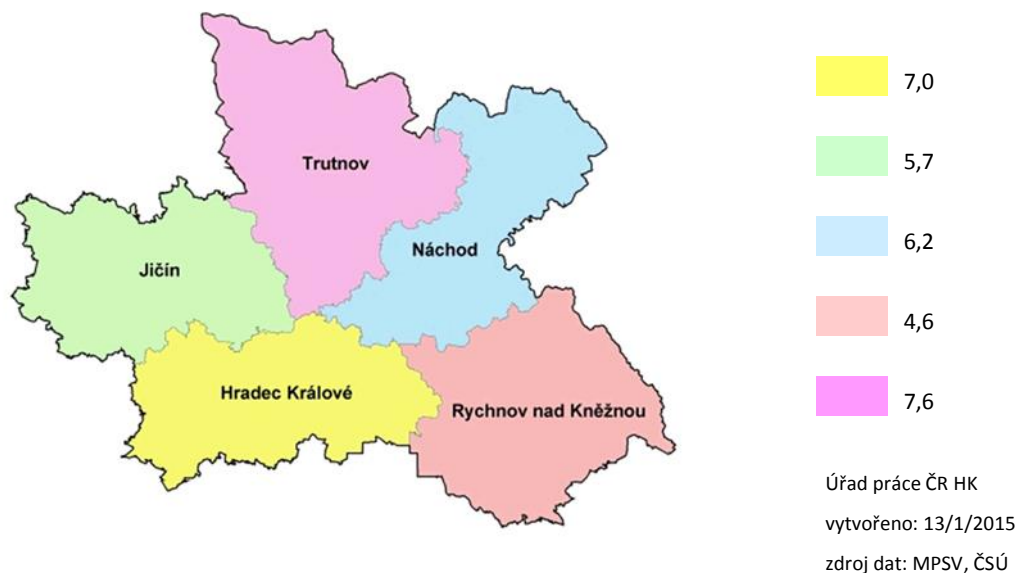 Trutnov
Náchod
Jičín
Hradec Králové
Rychnov nad Kněžnou
7,0
5,7
6,2
4,6
7,6
Úřad práce ČR HK
vytvořeno: 13/1/2015
zdroj dat: MPSV, ČSÚ